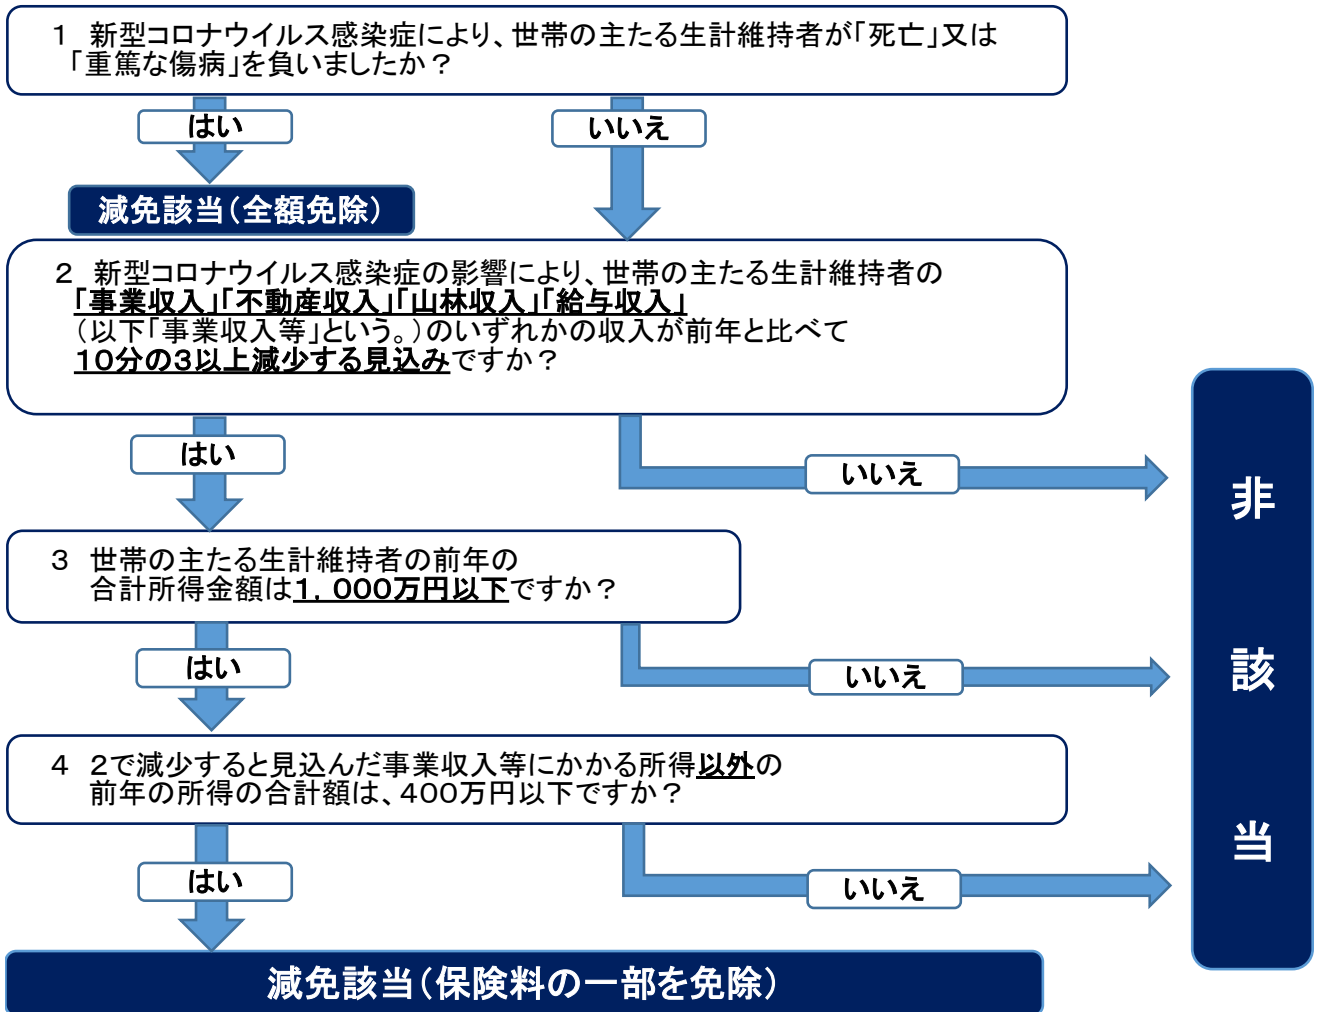 1 新型コロナウイルス感染症により、世帯の主たる生計維持者が「死亡」又は
「重篤な傷病」を負いましたか？
はい
いいえ
減免該当（全額免除）
2 新型コロナウイルス感染症の影響により、世帯の主たる生計維持者の
「事業収入」「不動産収入」「山林収入」「給与収入」
（以下「事業収入等」という。）のいずれかの収入が前年と比べて
10分の3以上減少する見込みですか？
はい
いいえ
3 世帯の主たる生計維持者の前年の
合計所得金額は1，000万円以下ですか？
はい
いいえ
4 2で減少すると見込んだ事業収入等にかかる所得以外の
前年の所得の合計額は、400万円以下ですか？
はい
いいえ
減免該当（保険料の一部を免除）
非該当